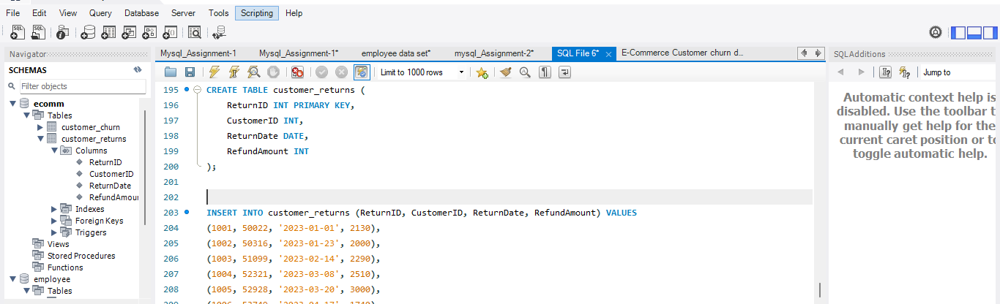 File Edit View Query Database Server Tools Scripting Help
Navigator
SCHEMAS
Filter objects
ecomm
Tables
customer_churn
customer_returns
Columns
ReturnID
CustomerID
ReturnDate
RefundAmour
Indexes
Foreign Keys
Triggers
Views
Stored Procedures
Functions
employee
Tables
Mysql_Assignment-1 Mysql_Assignment-1* employee data set* mysql_Assignment-2* SQL File 6* E-Commerce Customer churn d...
Limit to 1000 rows
195 CREATE TABLE customer_returns (
196 ReturnID INT PRIMARY KEY,
197 CustomerID INT,
198 ReturnDate DATE,
199 RefundAmount INT
200 );
201
202
203 INSERT INTO customer_returns (ReturnID, CustomerID, ReturnDate, RefundAmount) VALUES
204 (1001, 50022, '2023-01-01', 2130),
205 (1002, 50316, '2023-01-23', 2000),
206 (1003, 51099, '2023-02-14', 2290),
207 (1004, 52321, '2023-03-08', 2510),
208 (1005, 52928, '2023-03-20', 3000),
SQLAdditions
Jump to
Automatic context help is
disabled. Use the toolbar t
manually get help for the
current caret position or to
toggle automatic help.